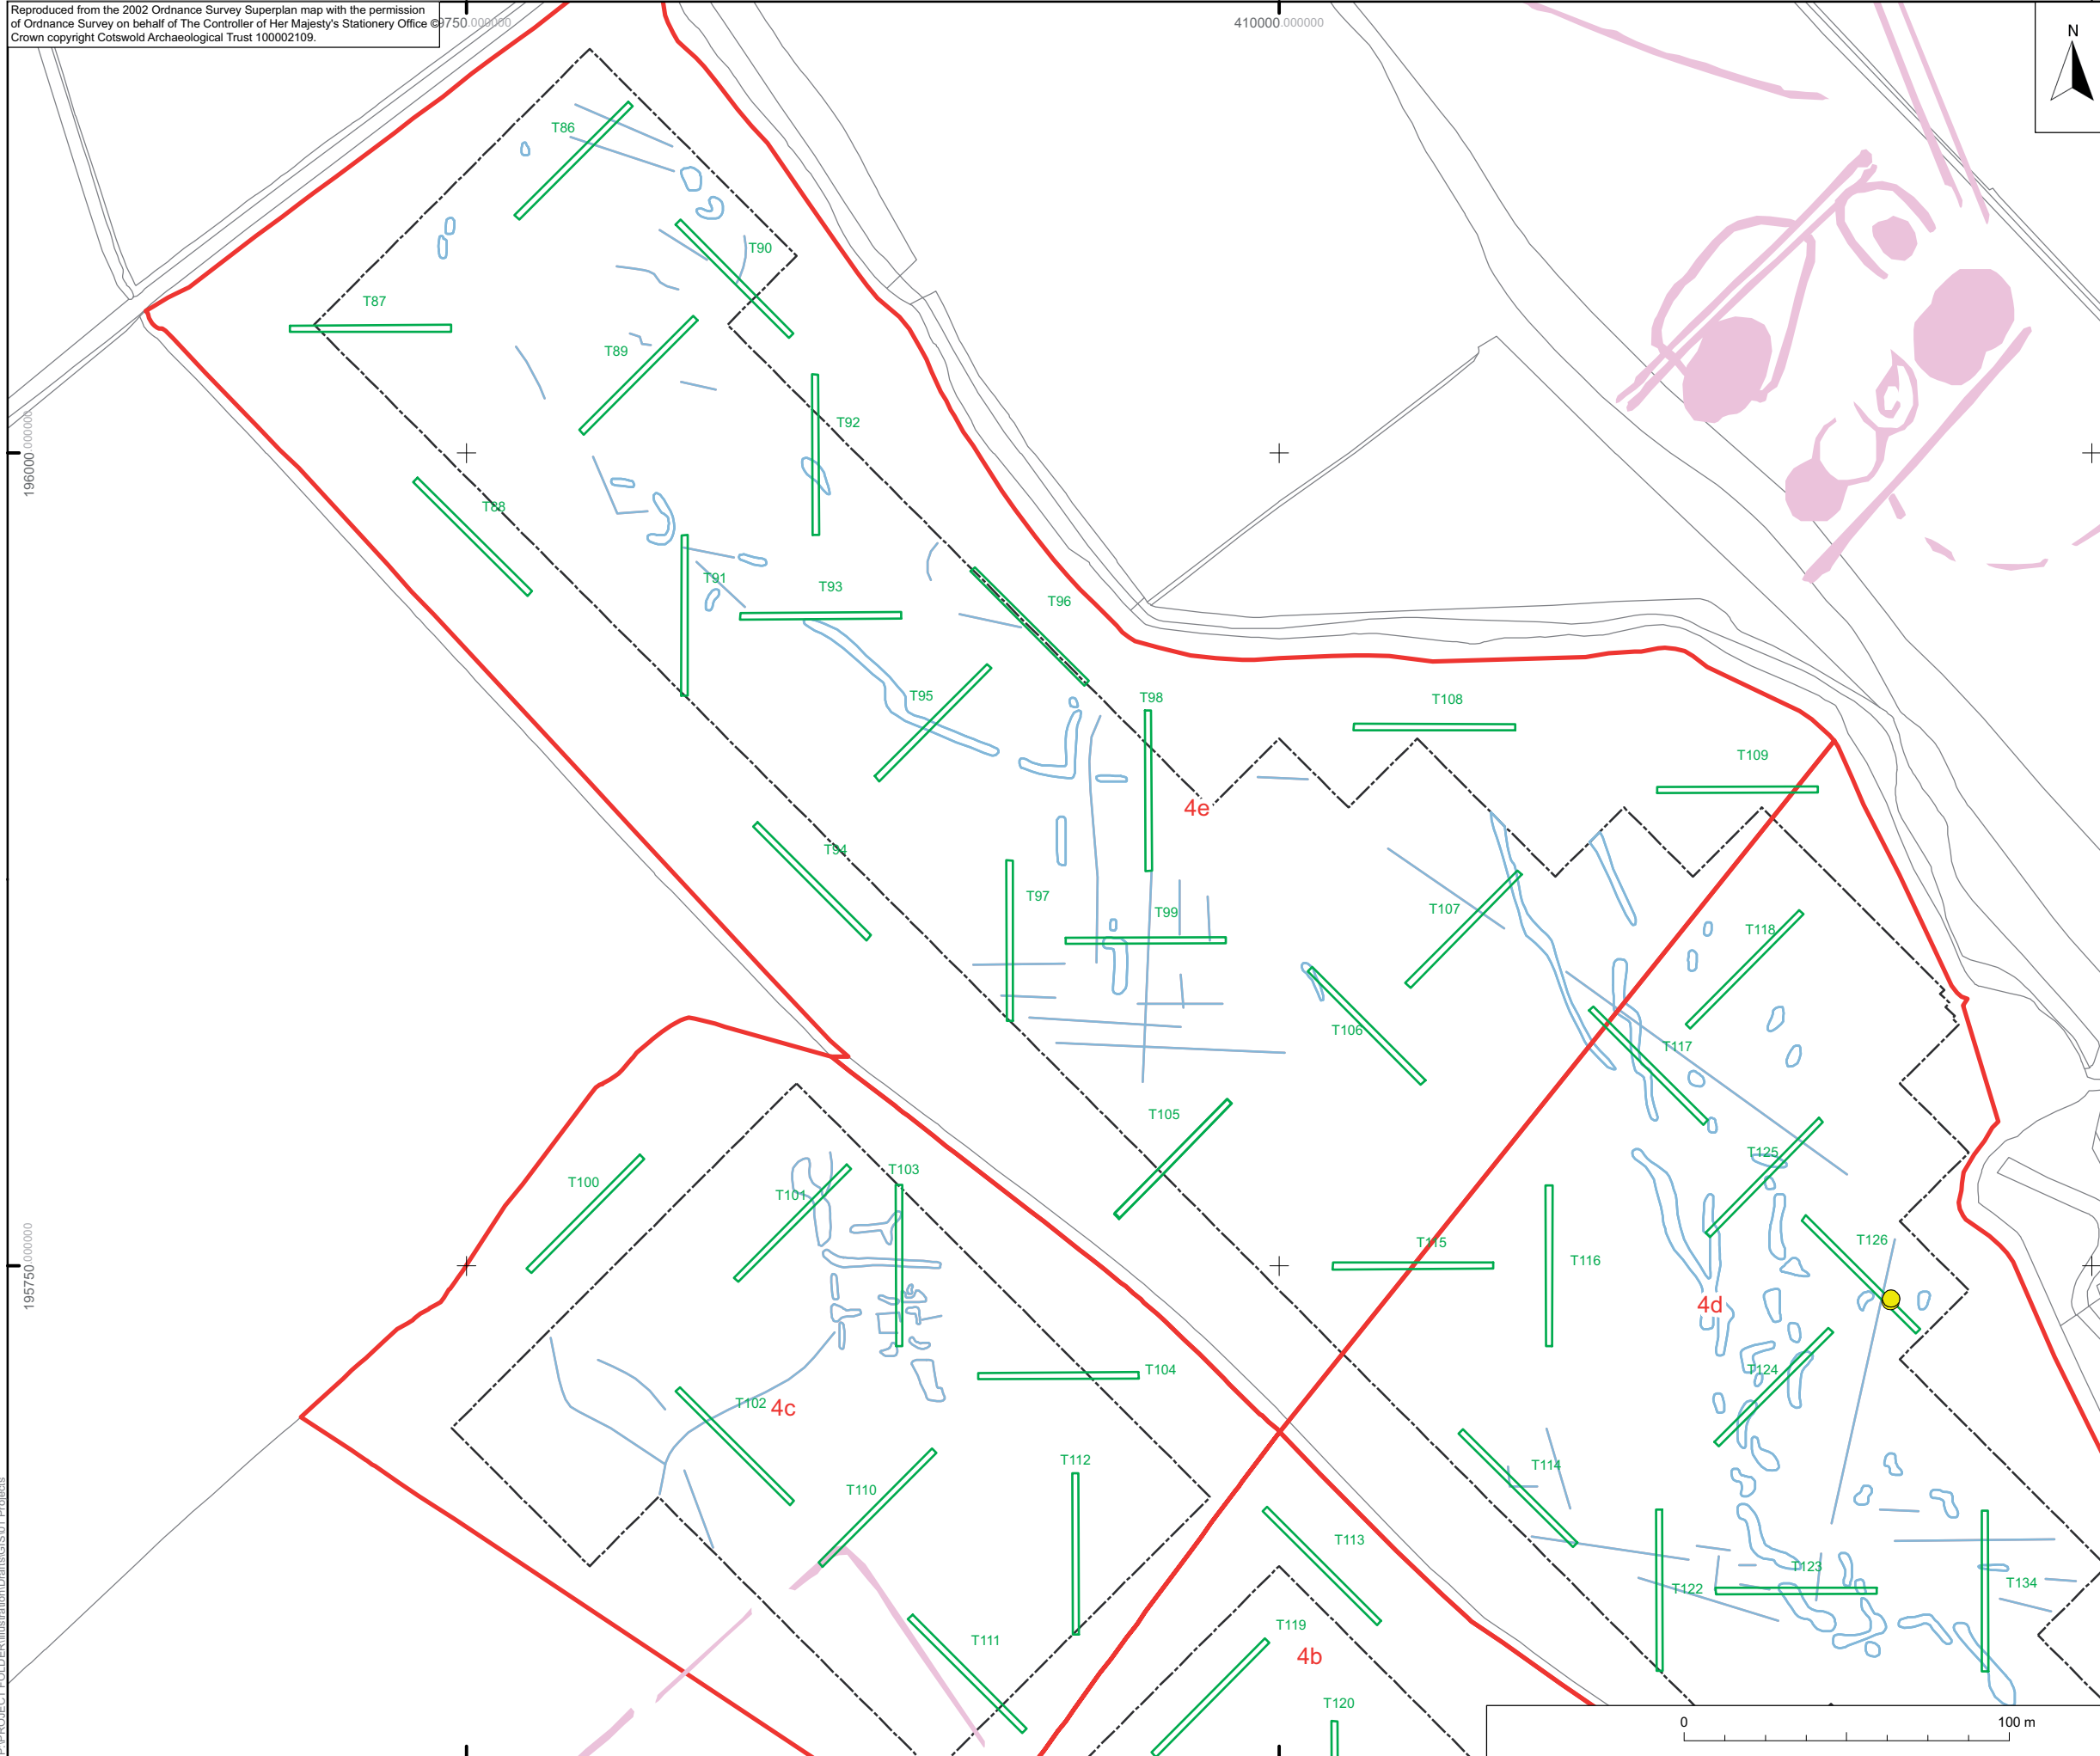 Reproduced from the 2002 Ordnance Survey Superplan map with the permission
of Ordnance Survey on behalf of The Controller of Her Majesty's Stationery Office ©
Crown copyright Cotswold Archaeological Trust 100002109.
9750.000000
410000.000000
N
T86
T90
T87
T89
T92
196000.000000
T88
T91
T93
T96
T95
T98
T108
T109
4e
T94
T97
T99
T107
T118
T106
T117
T105
T125
T100
T101
T103
T115
T116
T126
195750.000000
4d
T104
T124
T102
4c
T112
T114
T110
T113
T123
T122
T134
T119
T111
4b
T120
0
100 m